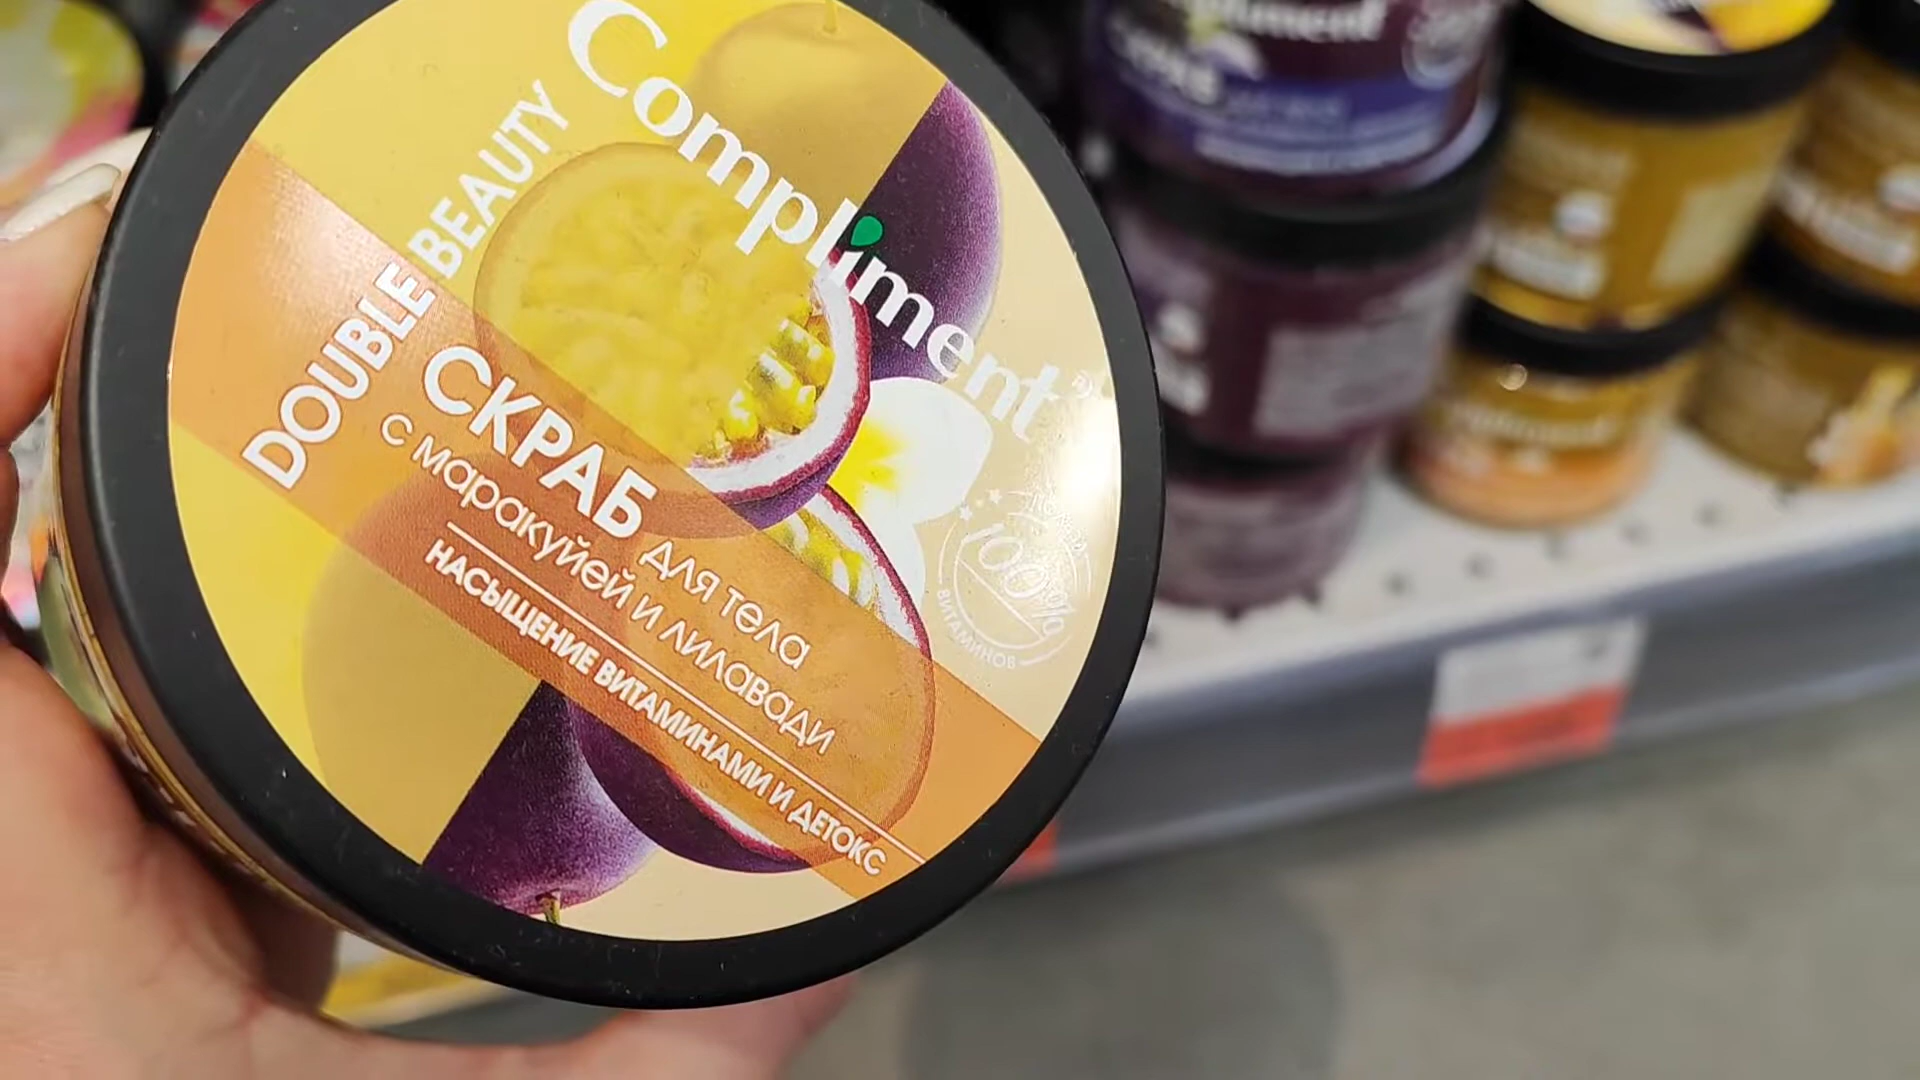 Compliment
DOUBLE BEAUTY
СКРАБ для тела
с маракуйей и лилавади
НАСЫЩЕНИЕ ВИТАМИНАМИ И ДЕТОКС
100%
ВИТАМИНОВ